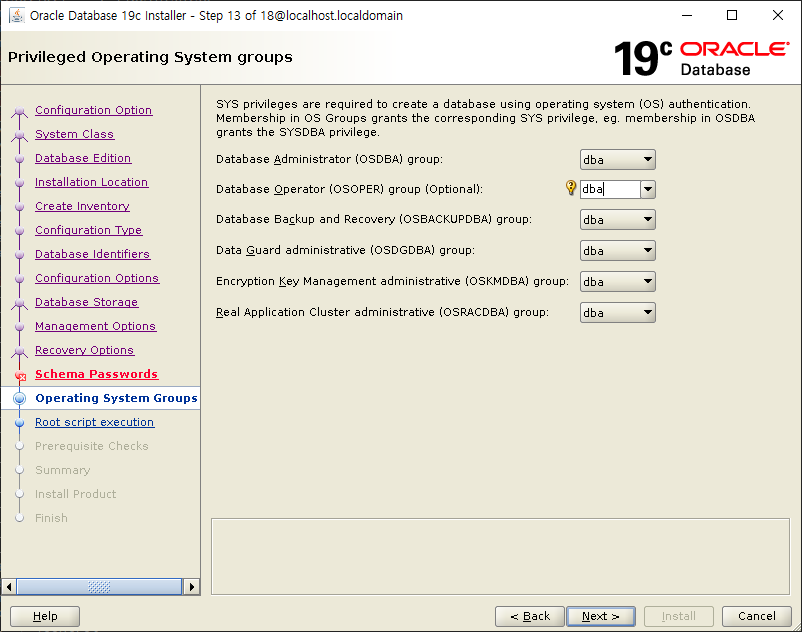 Oracle Database 19c Installer - Step 13 of 18@localhost.localdomain
Privileged Operating System groups
19c ORACLE
Database
Configuration Option
System Class
Database Edition
Installation Location
Create Inventory
Configuration Type
Database Identifiers
Configuration Options
Database Storage
Management Options
Recovery Options
Schema Passwords
Operating System Groups
Root script execution
Prerequisite Checks
Summary
Install Product
Finish
SYS privileges are required to create a database using operating system (OS) authentication.
Membership in OS Groups grants the corresponding SYS privilege, eg. membership in OSDBA
grants the SYSDBA privilege.
Database Administrator (OSDBA) group: dba
Database Operator (OSOPER) group (Optional): dba
Database Backup and Recovery (OSBACKUPDBA) group: dba
Data Guard administrative (OSDGDBA) group: dba
Encryption Key Management administrative (OSKMDBA) group: dba
Real Application Cluster administrative (OSRACDBA) group: dba
Help < Back Next > Install Cancel